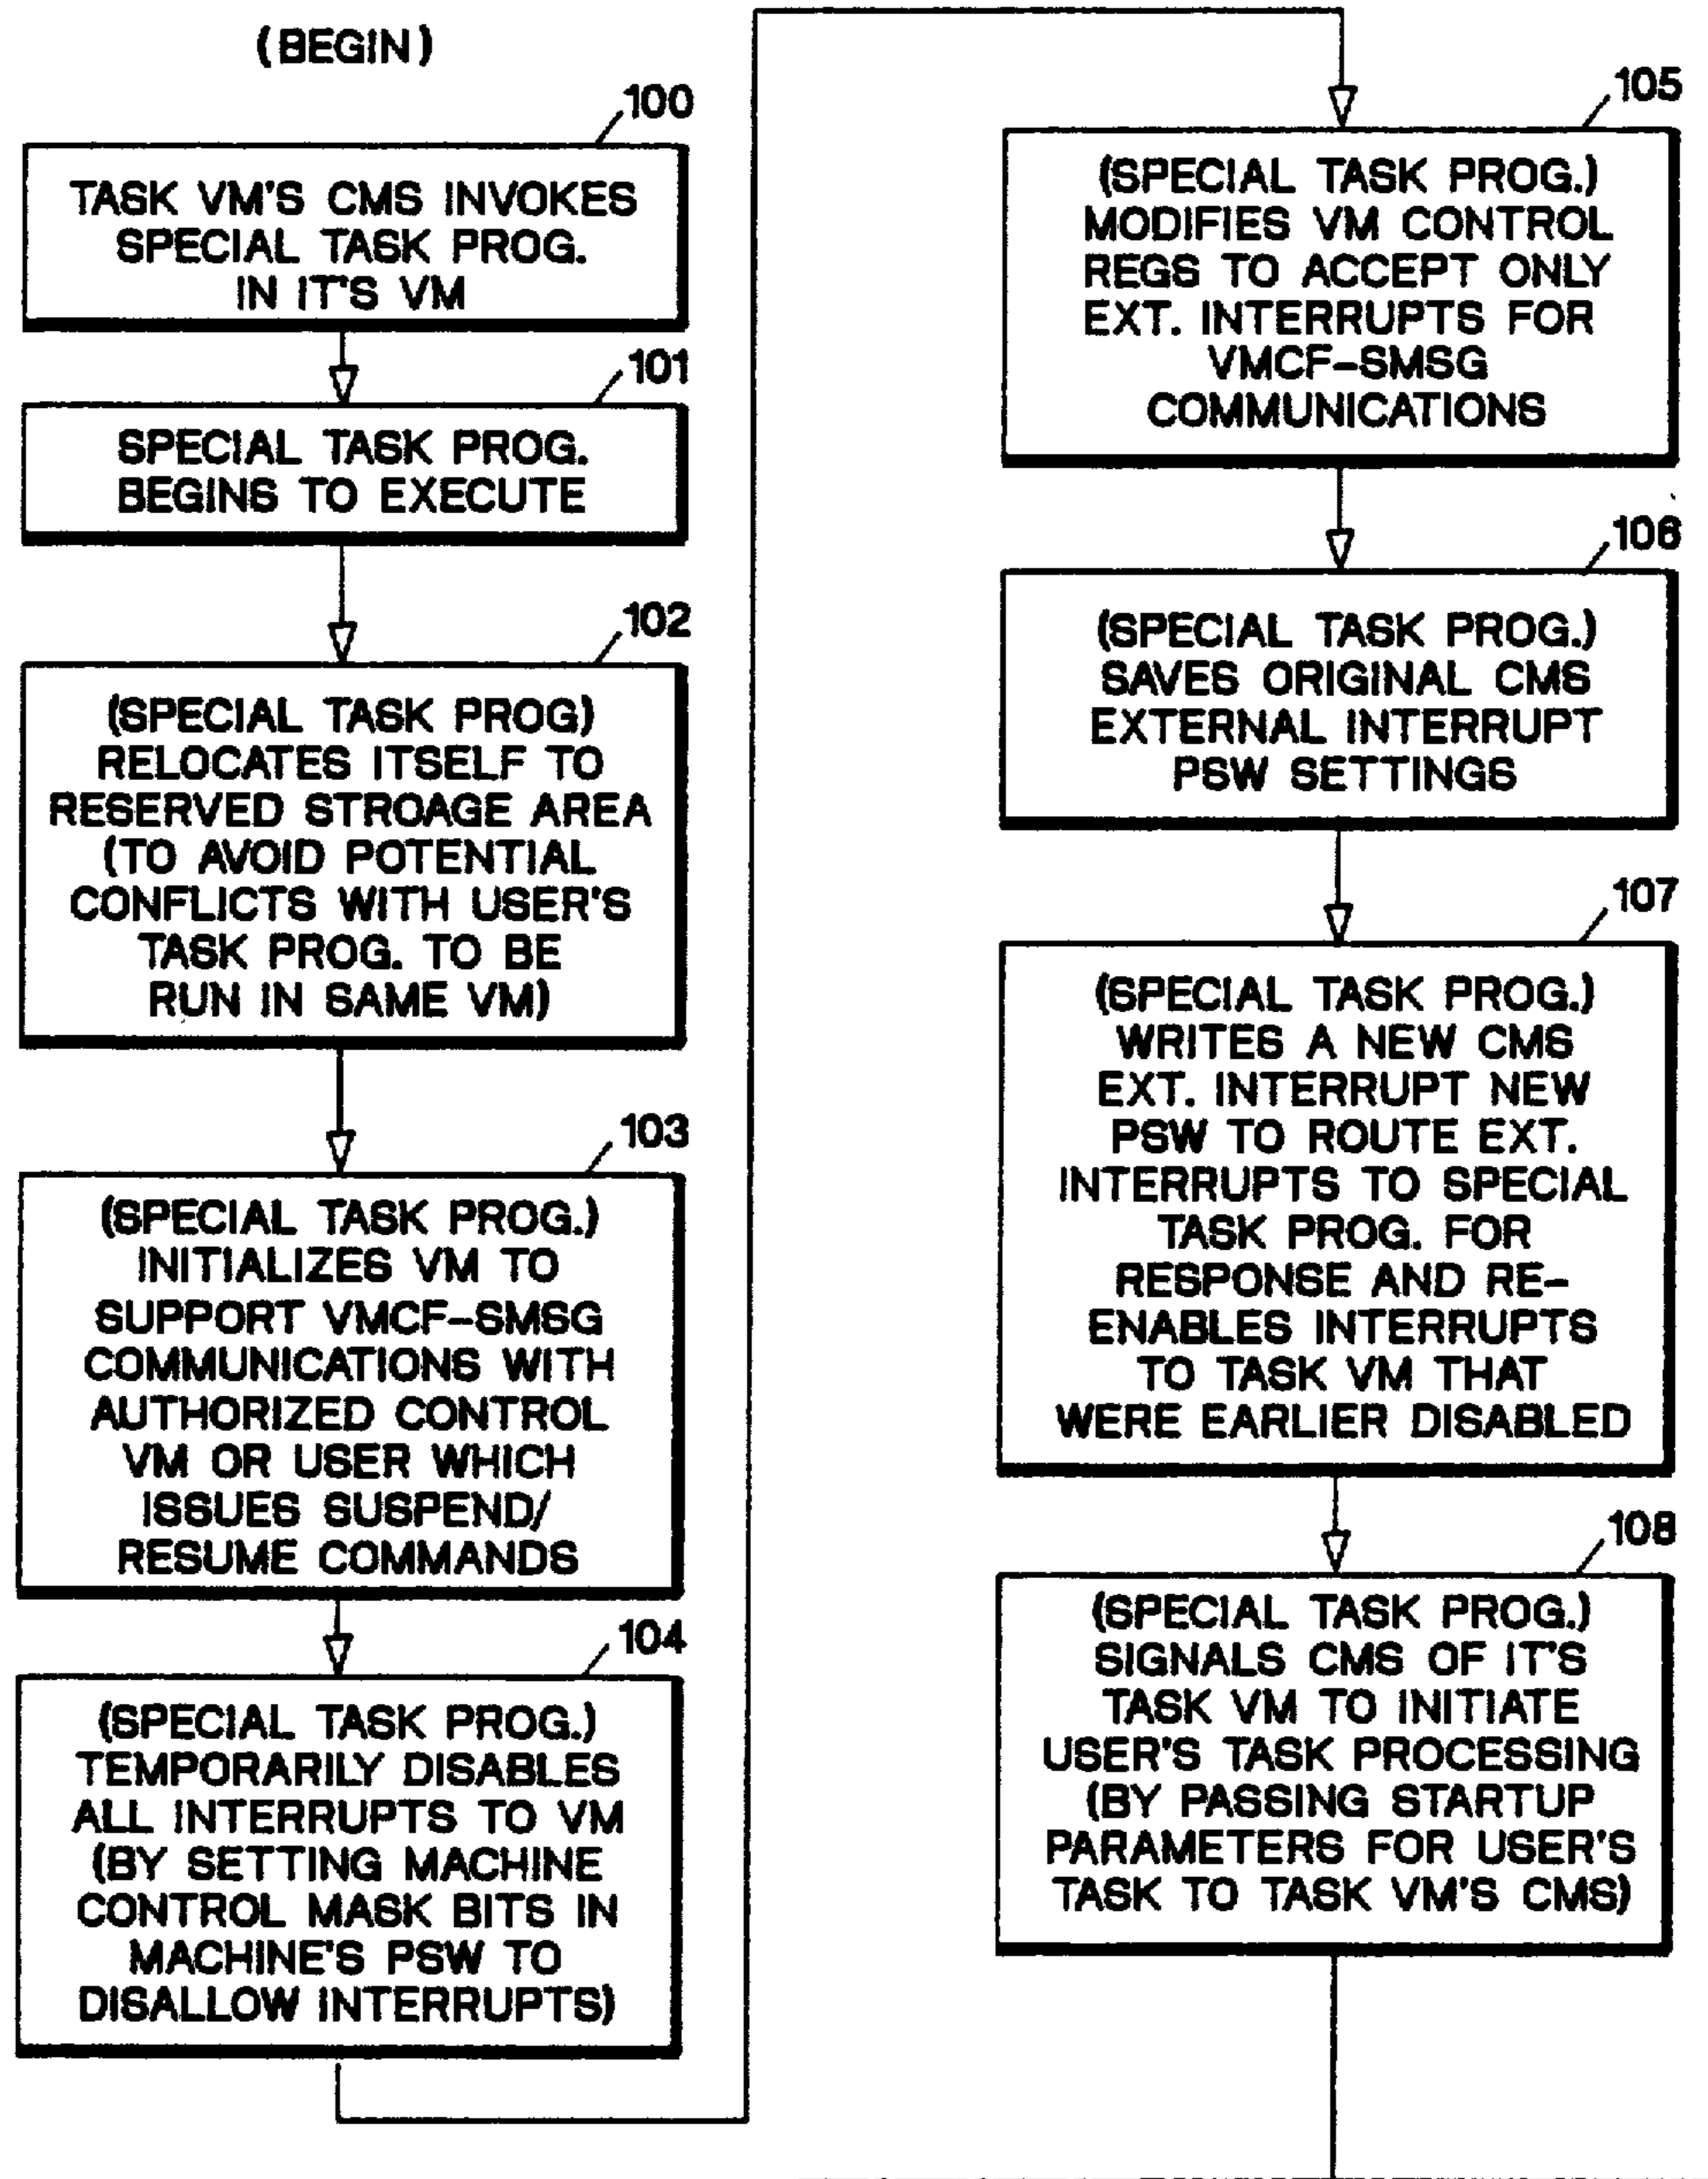 (BEGIN)
100
TASK VM'S CMS INVOKES
SPECIAL TASK PROG.
IN IT'S VM
101
SPECIAL TASK PROG.
BEGINS TO EXECUTE
102
(SPECIAL TASK PROG)
RELOCATES ITSELF TO
RESERVED STROAGE AREA
(TO AVOID POTENTIAL
CONFLICTS WITH USER'S
TASK PROG. TO BE
RUN IN SAME VM)
103
(SPECIAL TASK PROG.)
INITIALIZES VM TO
SUPPORT VMCF-SMSG
COMMUNICATIONS WITH
AUTHORIZED CONTROL
VM OR USER WHICH
ISSUES SUSPEND/
RESUME COMMANDS
104
(SPECIAL TASK PROG.)
TEMPORARILY DISABLES
ALL INTERRUPTS TO VM
(BY SETTING MACHINE
CONTROL MASK BITS IN
MACHINE'S PSW TO
DISALLOW INTERRUPTS)
105
(SPECIAL TASK PROG.)
MODIFIES VM CONTROL
REGS TO ACCEPT ONLY
EXT. INTERRUPTS FOR
VMCF-SMSG
COMMUNICATIONS
106
(SPECIAL TASK PROG.)
SAVES ORIGINAL CMS
EXTERNAL INTERRUPT
PSW SETTINGS
107
(SPECIAL TASK PROG.)
WRITES A NEW CMS
EXT. INTERRUPT NEW
PSW TO ROUTE EXT.
INTERRUPTS TO SPECIAL
TASK PROG. FOR
RESPONSE AND RE-
ENABLES INTERRUPTS
TO TASK VM THAT
WERE EARLIER DISABLED
108
(SPECIAL TASK PROG.)
SIGNALS CMS OF IT'S
TASK VM TO INITIATE
USER'S TASK PROCESSING
(BY PASSING STARTUP
PARAMETERS FOR USER'S
TASK TO TASK VM'S CMS)